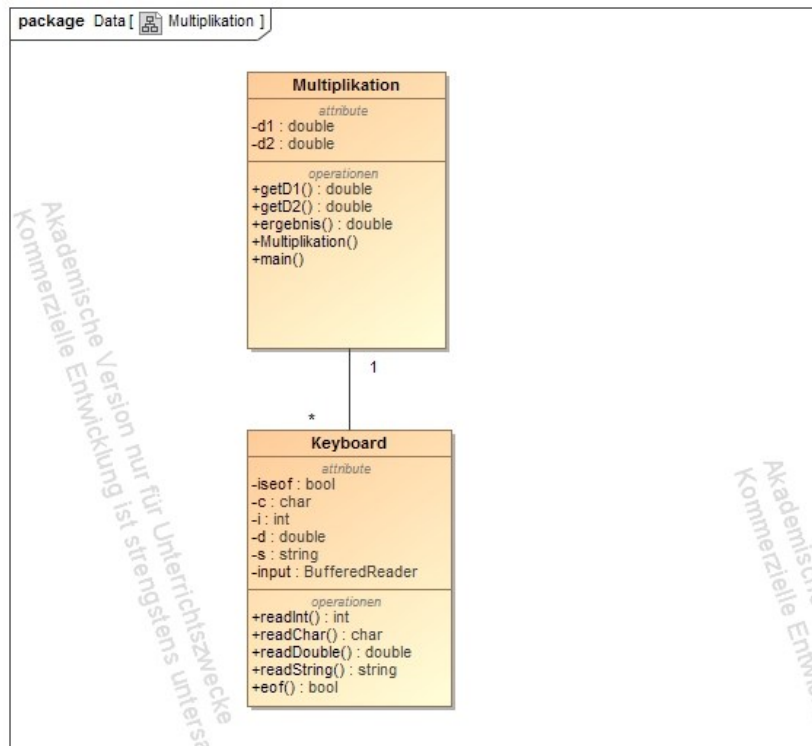 package Data [ Multiplikation ]
Multiplikation
attribute
-d1 : double
-d2 : double
operationen
+getD1() : double
+getD2() : double
+ergebnis() : double
+Multiplikation()
+main()
1
*
Keyboard
attribute
-iseof : bool
-c : char
-i : int
-d : double
-s : string
-input : BufferedReader
operationen
+readInt() : int
+readChar() : char
+readDouble() : double
+readString() : string
+eof() : bool
Akademische Version nur für Unterrichtszwecke
Kommerzielle Entwicklung ist strengstens untersa
Akademische
Kommerzielle Entwi